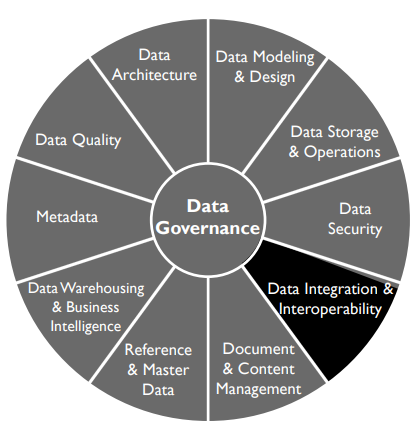 Data
Architecture
Data Modeling
& Design
Data Storage
& Operations
Data
Security
Data Integration &
Interoperability
Document
& Content
Management
Reference
& Master
Data
Data Warehousing
& Business
Intelligence
Metadata
Data Quality
Data
Governance